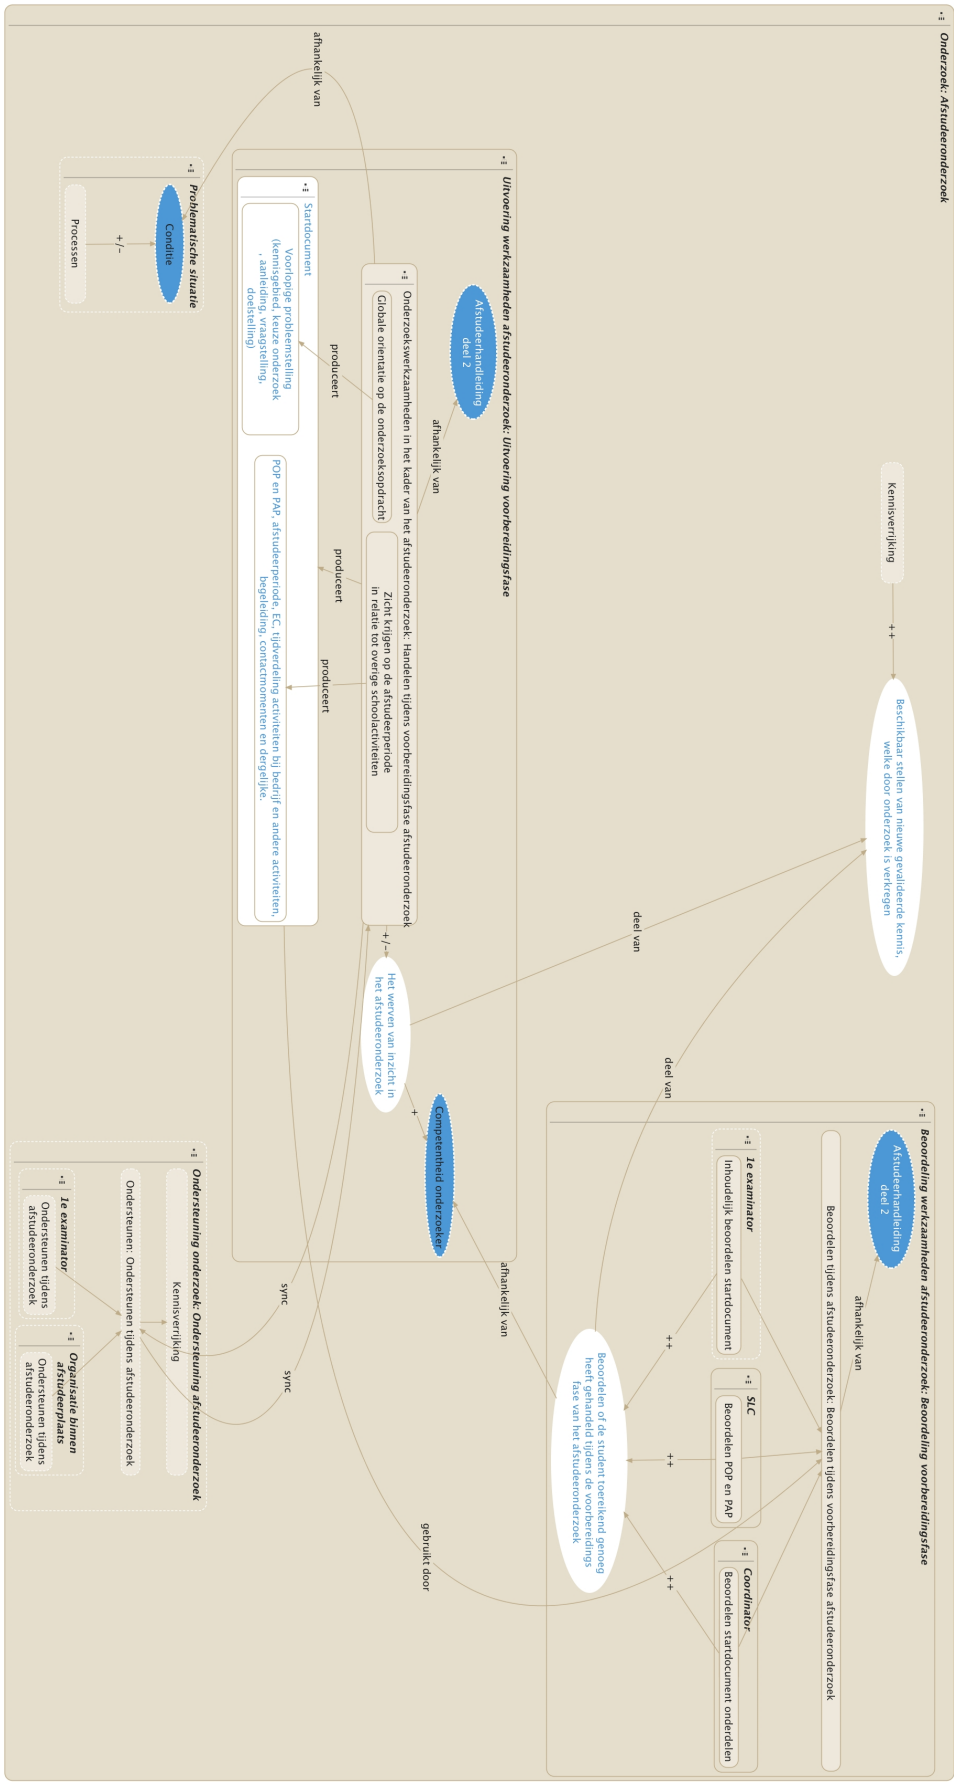 Onderzoek: Afstudeeronderzoek
Kennisverrijking
++
Beschikbaar stellen van nieuwe gevalideerde kennis,
welke door onderzoek is verkregen
deel van
deel van
Beoordeling werkzaamheden afstudeeronderzoek: Beoordeling voorbereidingsfase
Afstudeerhandleiding
deel 2
afhankelijk van
Beoordelen tijdens afstudeeronderzoek: Beoordelen tijdens voorbereidingsfase afstudeeronderzoek
1e examinator
Inhoudelijk beoordelen startdocument
SLC
Beoordelen POP en PAP
Coordinator
Beoordelen startdocument onderdelen
++
++
++
Beoordelen of de student toereikend genoeg
heeft gehandeld tijdens de voorbereidings
fase van het afstudeeronderzoek
afhankelijk van
Uitvoering werkzaamheden afstudeeronderzoek: Uitvoering voorbereidingsfase
Afstudeerhandleiding
deel 2
afhankelijk van
Competentheid onderzoeker
+
Onderzoekswerkzaamheden in het kader van het afstudeeronderzoek: Handelen tijdens voorbereidingsfase afstudeeronderzoek
Globale orientatie op de onderzoeksopdracht
Zicht krijgen op de afstudeerperiode
in relatie tot overige schoolactiviteiten
+/-
Het werven van inzicht in
het afstudeeronderzoek
produceert
produceert
produceert
Startdocument
Voorlopige probleemstelling
(kennisgebied, keuze onderzoek
, aanleiding, vraagstelling,
doelstelling)
POP en PAP, afstudeerperiode, EC, tijdverdeling activiteiten bij bedrijf en andere activiteiten,
begeleiding, contactmomenten en dergelijke.
afhankelijk van
gebruikt door
sync
sync
Problematische situatie
Conditie
+/-
Processen
Ondersteuning onderzoek: Ondersteuning afstudeeronderzoek
Kennisverrijking
Ondersteunen: Ondersteunen tijdens afstudeeronderzoek
1e examinator
Ondersteunen tijdens
afstudeeronderzoek
Organisatie binnen
afstudeerplaats
Ondersteunen tijdens
afstudeeronderzoek